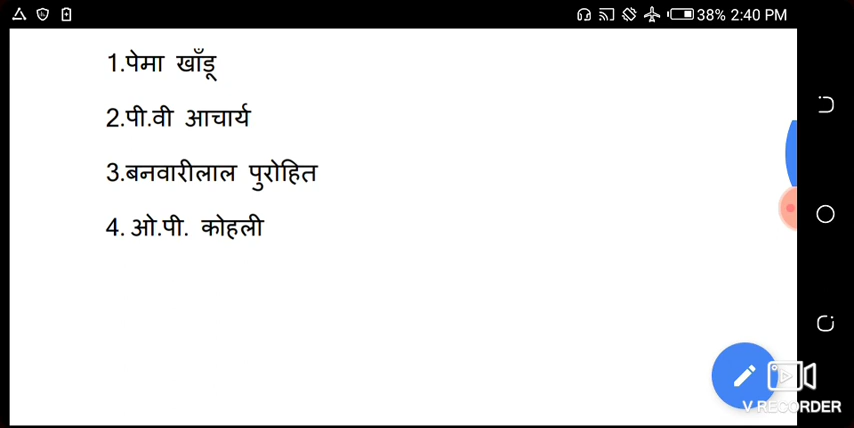 38% 2:40 PM
1.पेमा खाँडू
2.पी.वी आचार्य
3.बनवारीलाल पुरोहित
4. ओ.पी. कोहली
V RECORDER